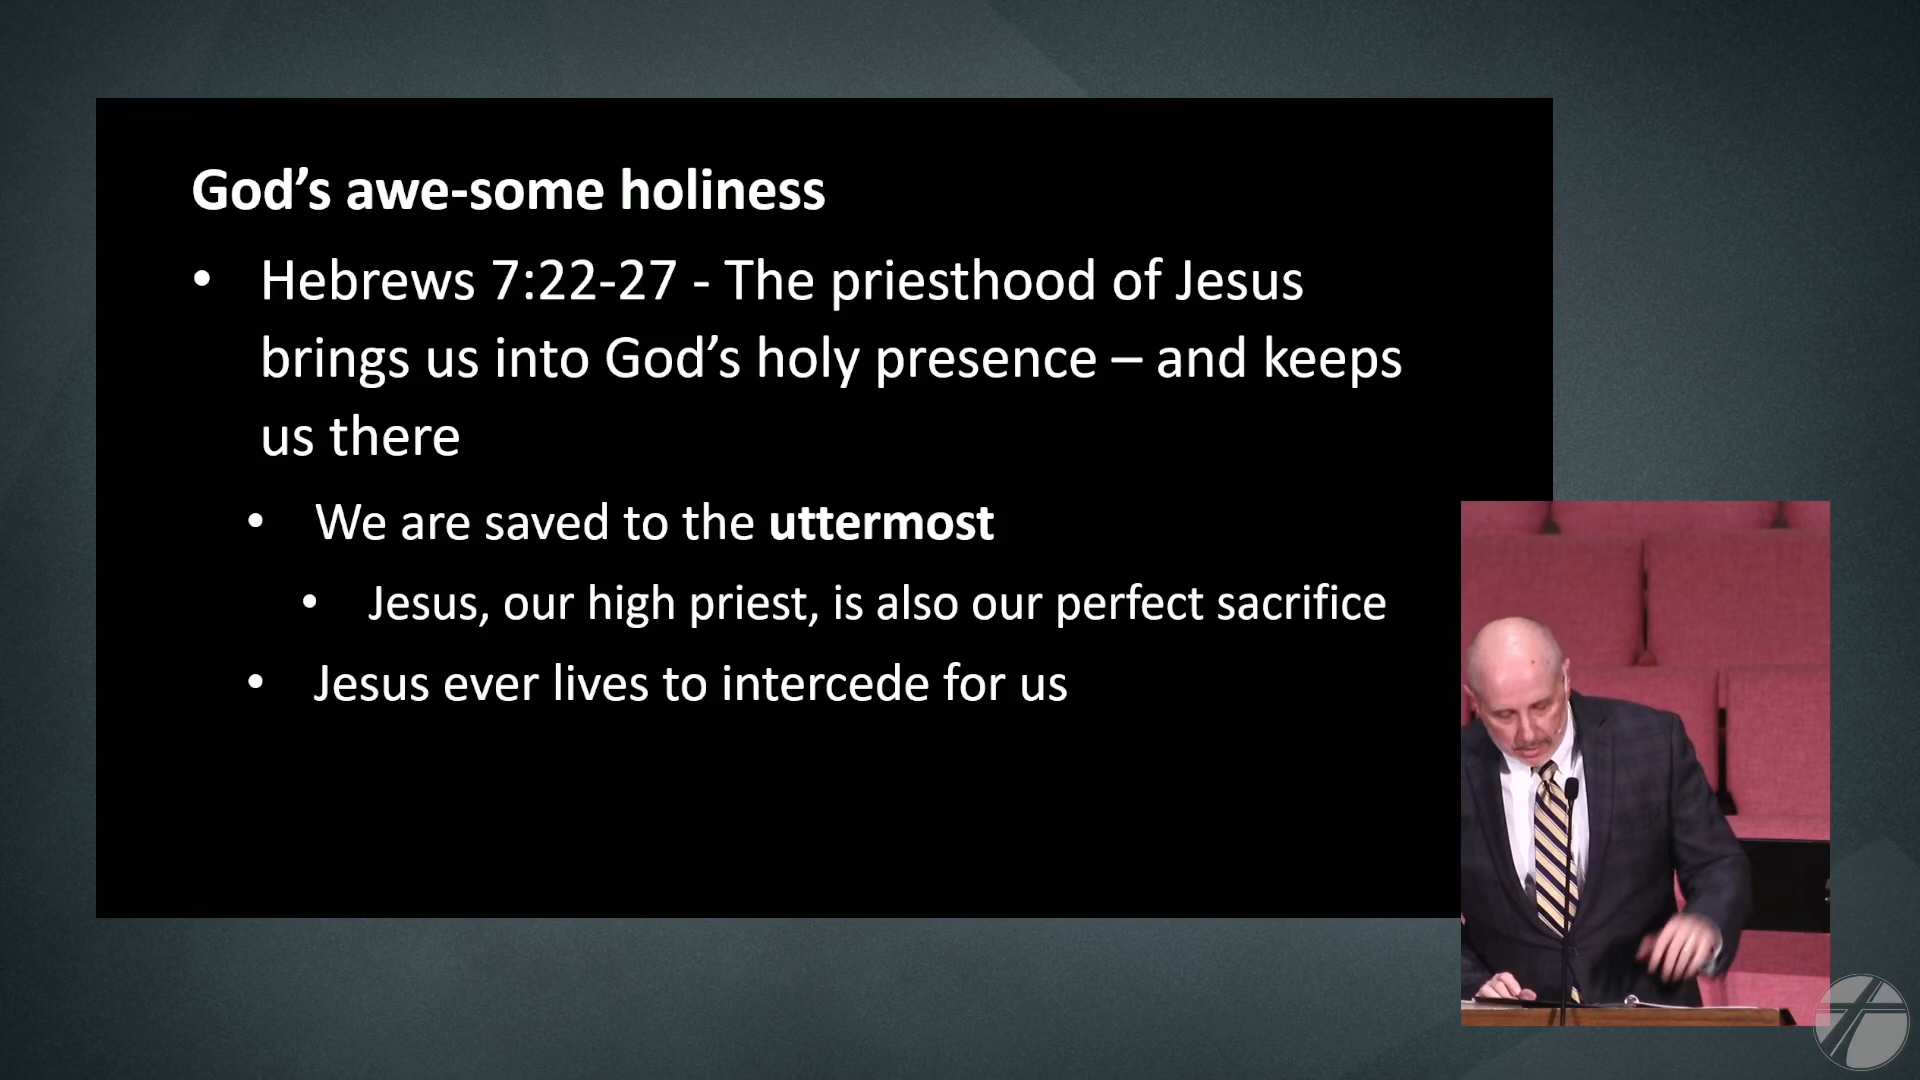 God’s awe-some holiness
• Hebrews 7:22-27 - The priesthood of Jesus
brings us into God’s holy presence – and keeps
us there
• We are saved to the uttermost
• Jesus, our high priest, is also our perfect sacrifice
• Jesus ever lives to intercede for us